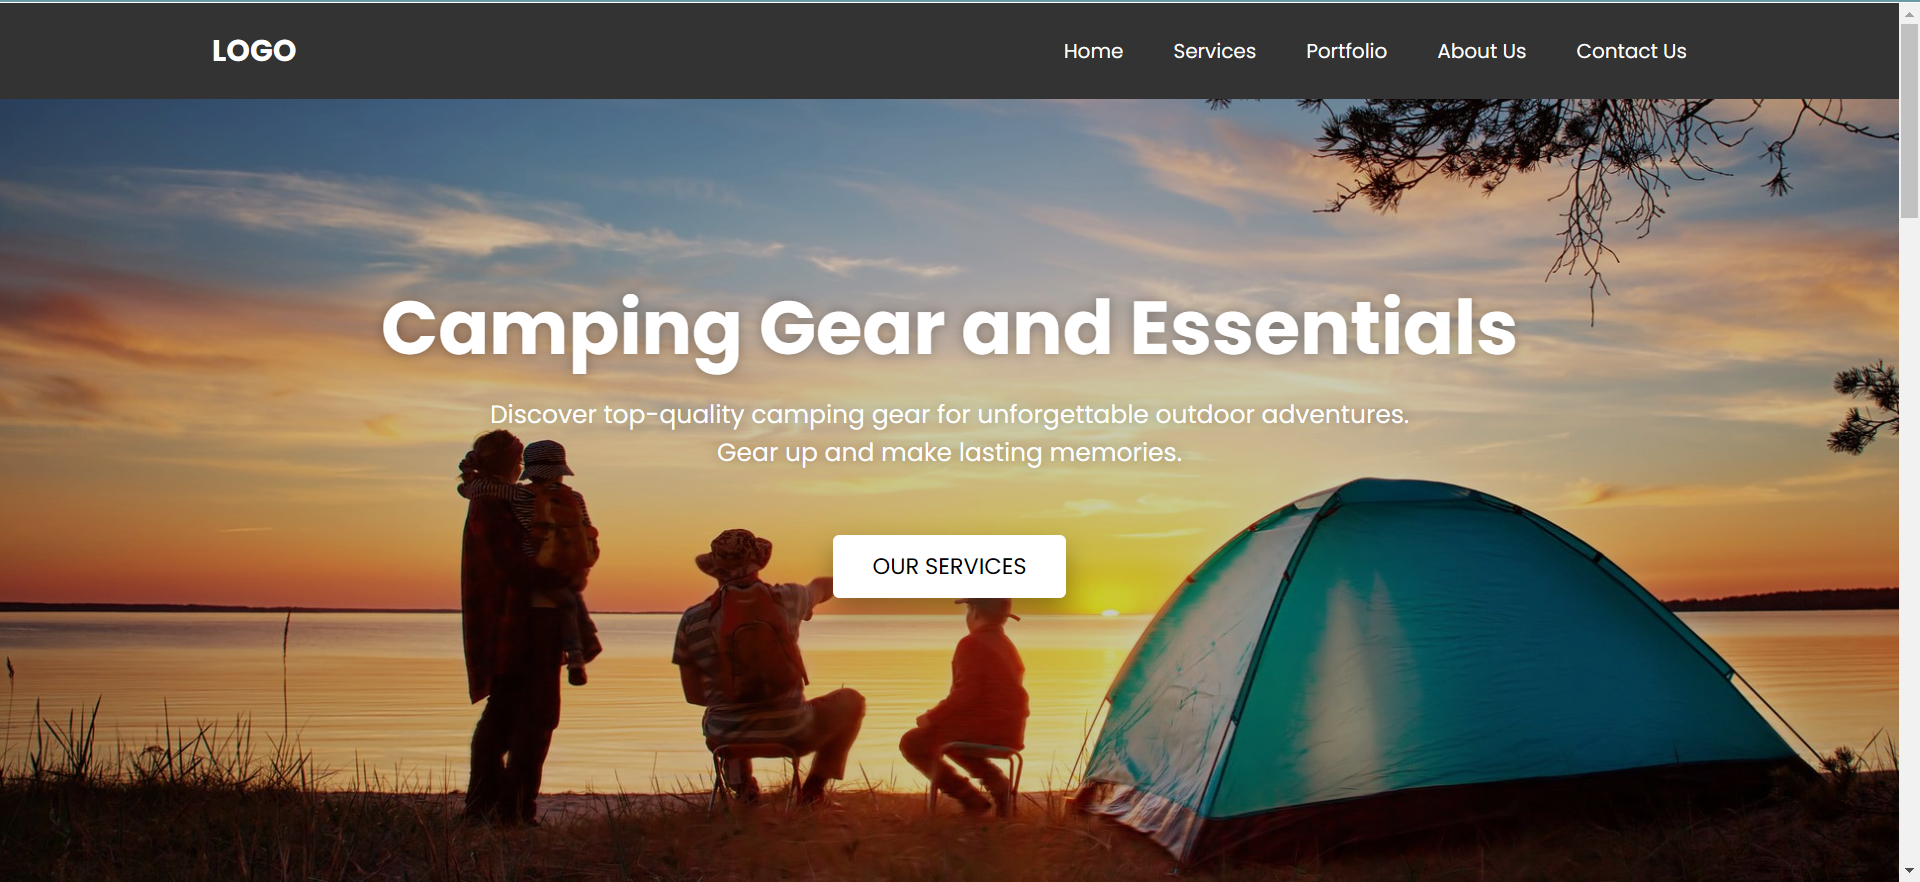 LOGO
Home Services Portfolio About Us Contact Us
Camping Gear and Essentials
Discover top-quality camping gear for unforgettable outdoor adventures.
Gear up and make lasting memories.
OUR SERVICES